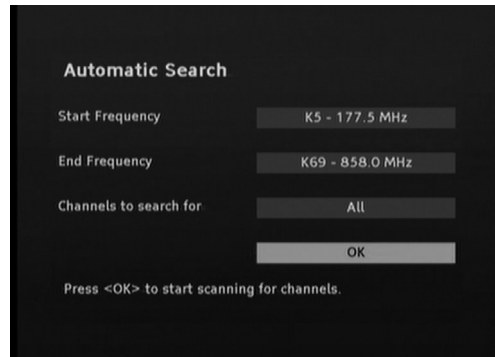 Automatic Search
Start Frequency K5 - 177.5 MHz
End Frequency K69 - 858.0 MHz
Channels to search for All
OK
Press <OK> to start scanning for channels.